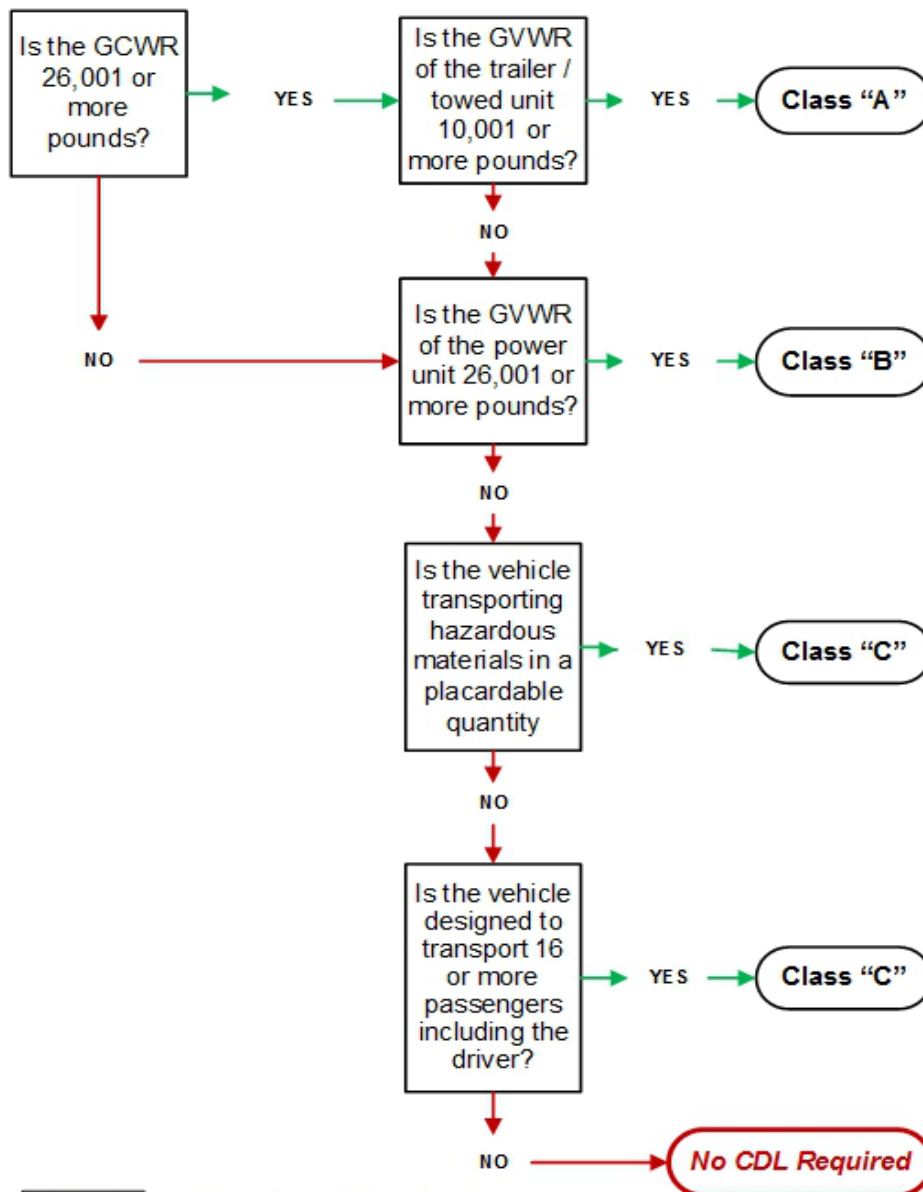 Is the GCWR
26,001 or
more
pounds?
YES
Is the GVWR
of the trailer /
towed unit
10,001 or
more pounds?
YES
Class “A”
NO
NO
Is the GVWR
of the power
unit 26,001 or
more pounds?
YES
Class “B”
NO
Is the vehicle
transporting
hazardous
materials in a
placardable
quantity
YES
Class “C”
NO
Is the vehicle
designed to
transport 16
or more
passengers
including the
driver?
YES
Class “C”
NO
No CDL Required